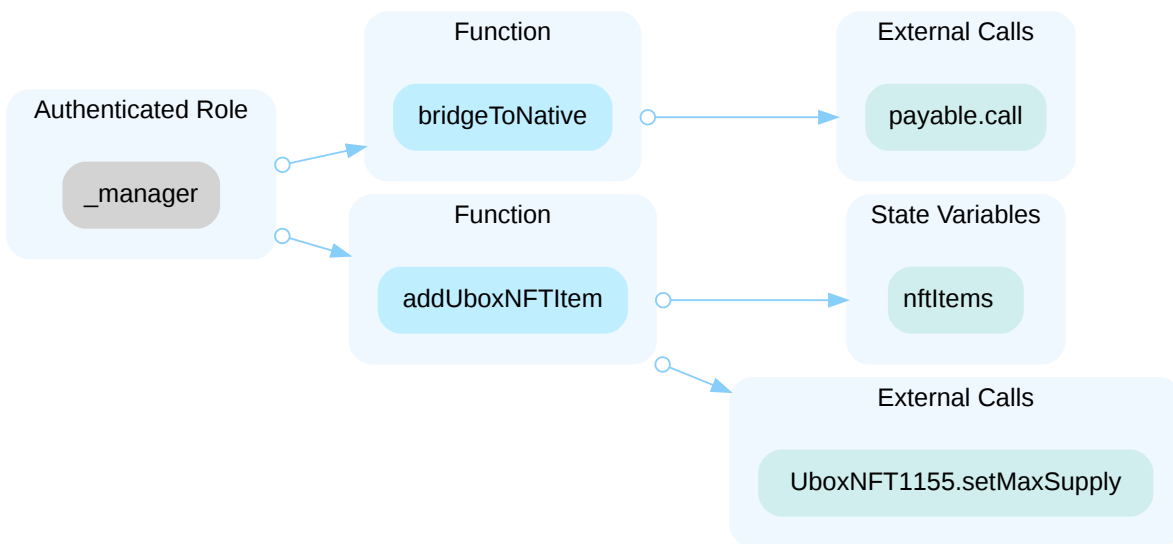 Authenticated Role
_manager
Function
bridgeToNative
External Calls
payable.call
Function
addUboxNFTItem
State Variables
nftItems
External Calls
UboxNFT1155.setMaxSupply